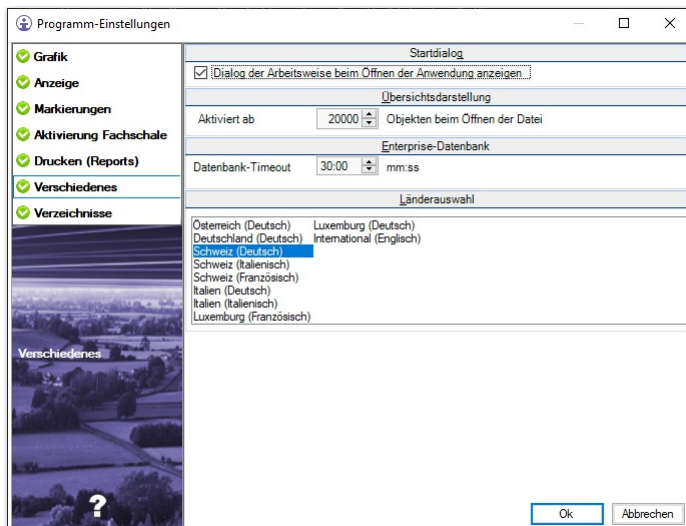 Programm-Einstellungen
Grafik
Anzeige
Markierungen
Aktivierung Fachschale
Drucken (Reports)
Verschiedenes
Verzeichnisse
Verschiedenes
?
Startdialog
Dialog der Arbeitsweise beim Öffnen der Anwendung anzeigen
Übersichtsdarstellung
Aktiviert ab 20000 Objekten beim Öffnen der Datei
Enterprise-Datenbank
Datenbank-Timeout 30:00 mm:ss
Länderauswahl
Österreich (Deutsch) Luxemburg (Deutsch)
Deutschland (Deutsch) International (Englisch)
Schweiz (Deutsch)
Schweiz (Italienisch)
Schweiz (Französisch)
Italien (Deutsch)
Italien (Italienisch)
Luxemburg (Französisch)
Ok Abbrechen